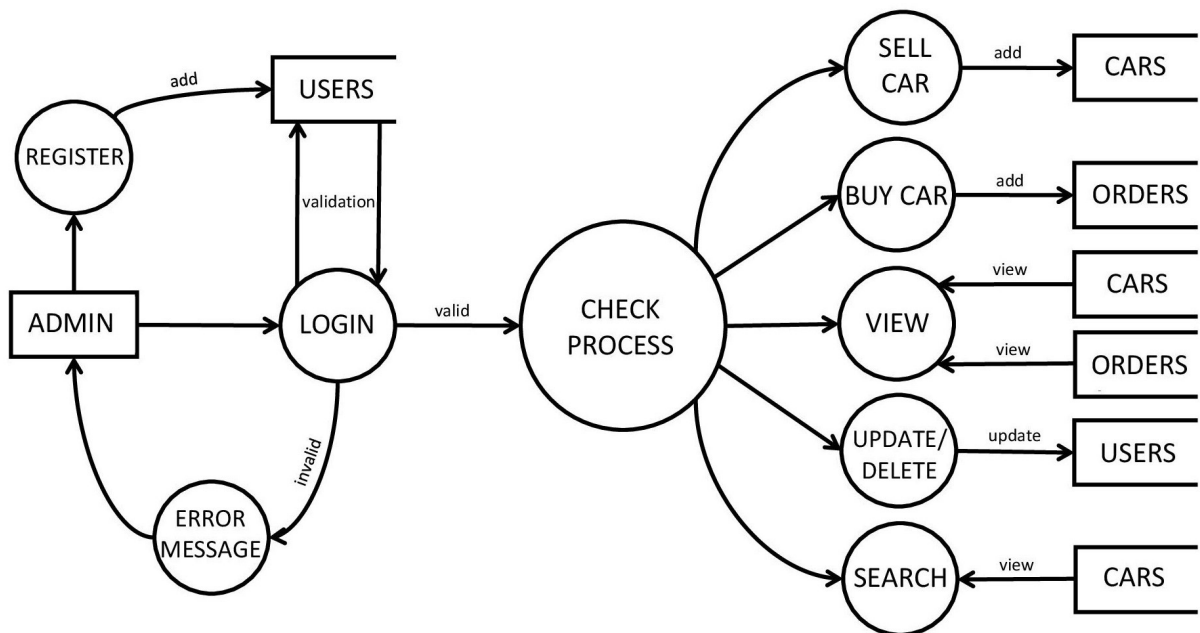 add
USERS
REGISTER
validation
ADMIN
LOGIN
valid
invalid
ERROR
MESSAGE
CHECK
PROCESS
SELL
CAR
add
CARS
BUY CAR
add
ORDERS
VIEW
view
CARS
view
ORDERS
UPDATE/
DELETE
update
USERS
SEARCH
view
CARS